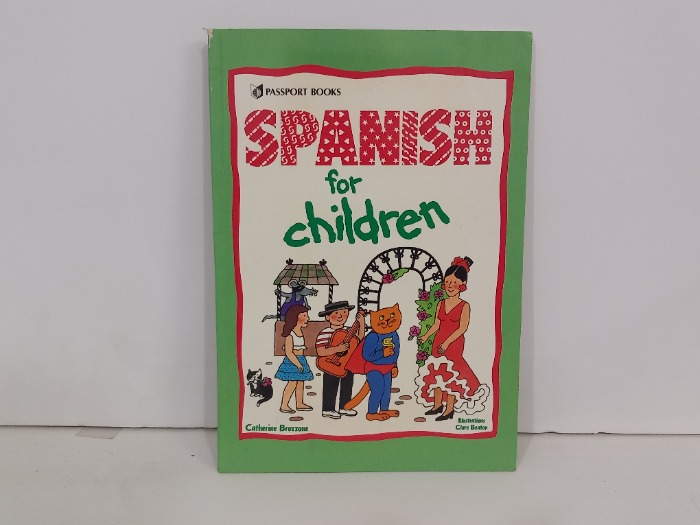 PASSPORT BOOKS
SPANISH
for
children
Catherine Bruzzone
Illustrations
Clare Beaton